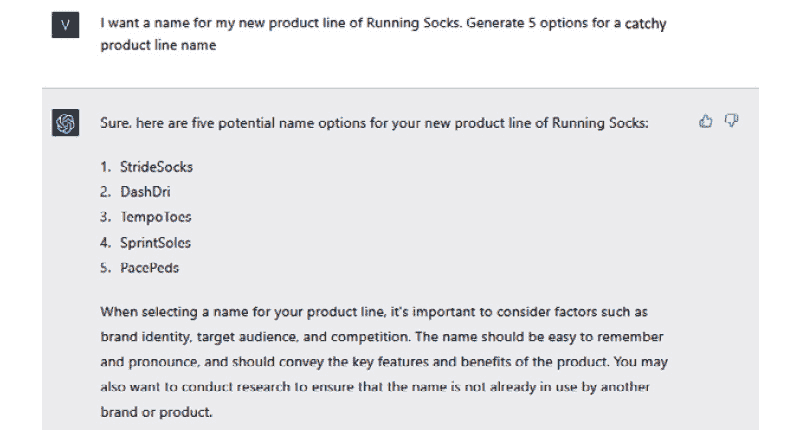 V
I want a name for my new product line of Running Socks. Generate 5 options for a catchy
product line name
Sure, here are five potential name options for your new product line of Running Socks:
1. StrideSocks
2. DashDri
3. TempoToes
4. SprintSoles
5. PacePeds
When selecting a name for your product line, it's important to consider factors such as
brand identity, target audience, and competition. The name should be easy to remember
and pronounce, and should convey the key features and benefits of the product. You may
also want to conduct research to ensure that the name is not already in use by another
brand or product.